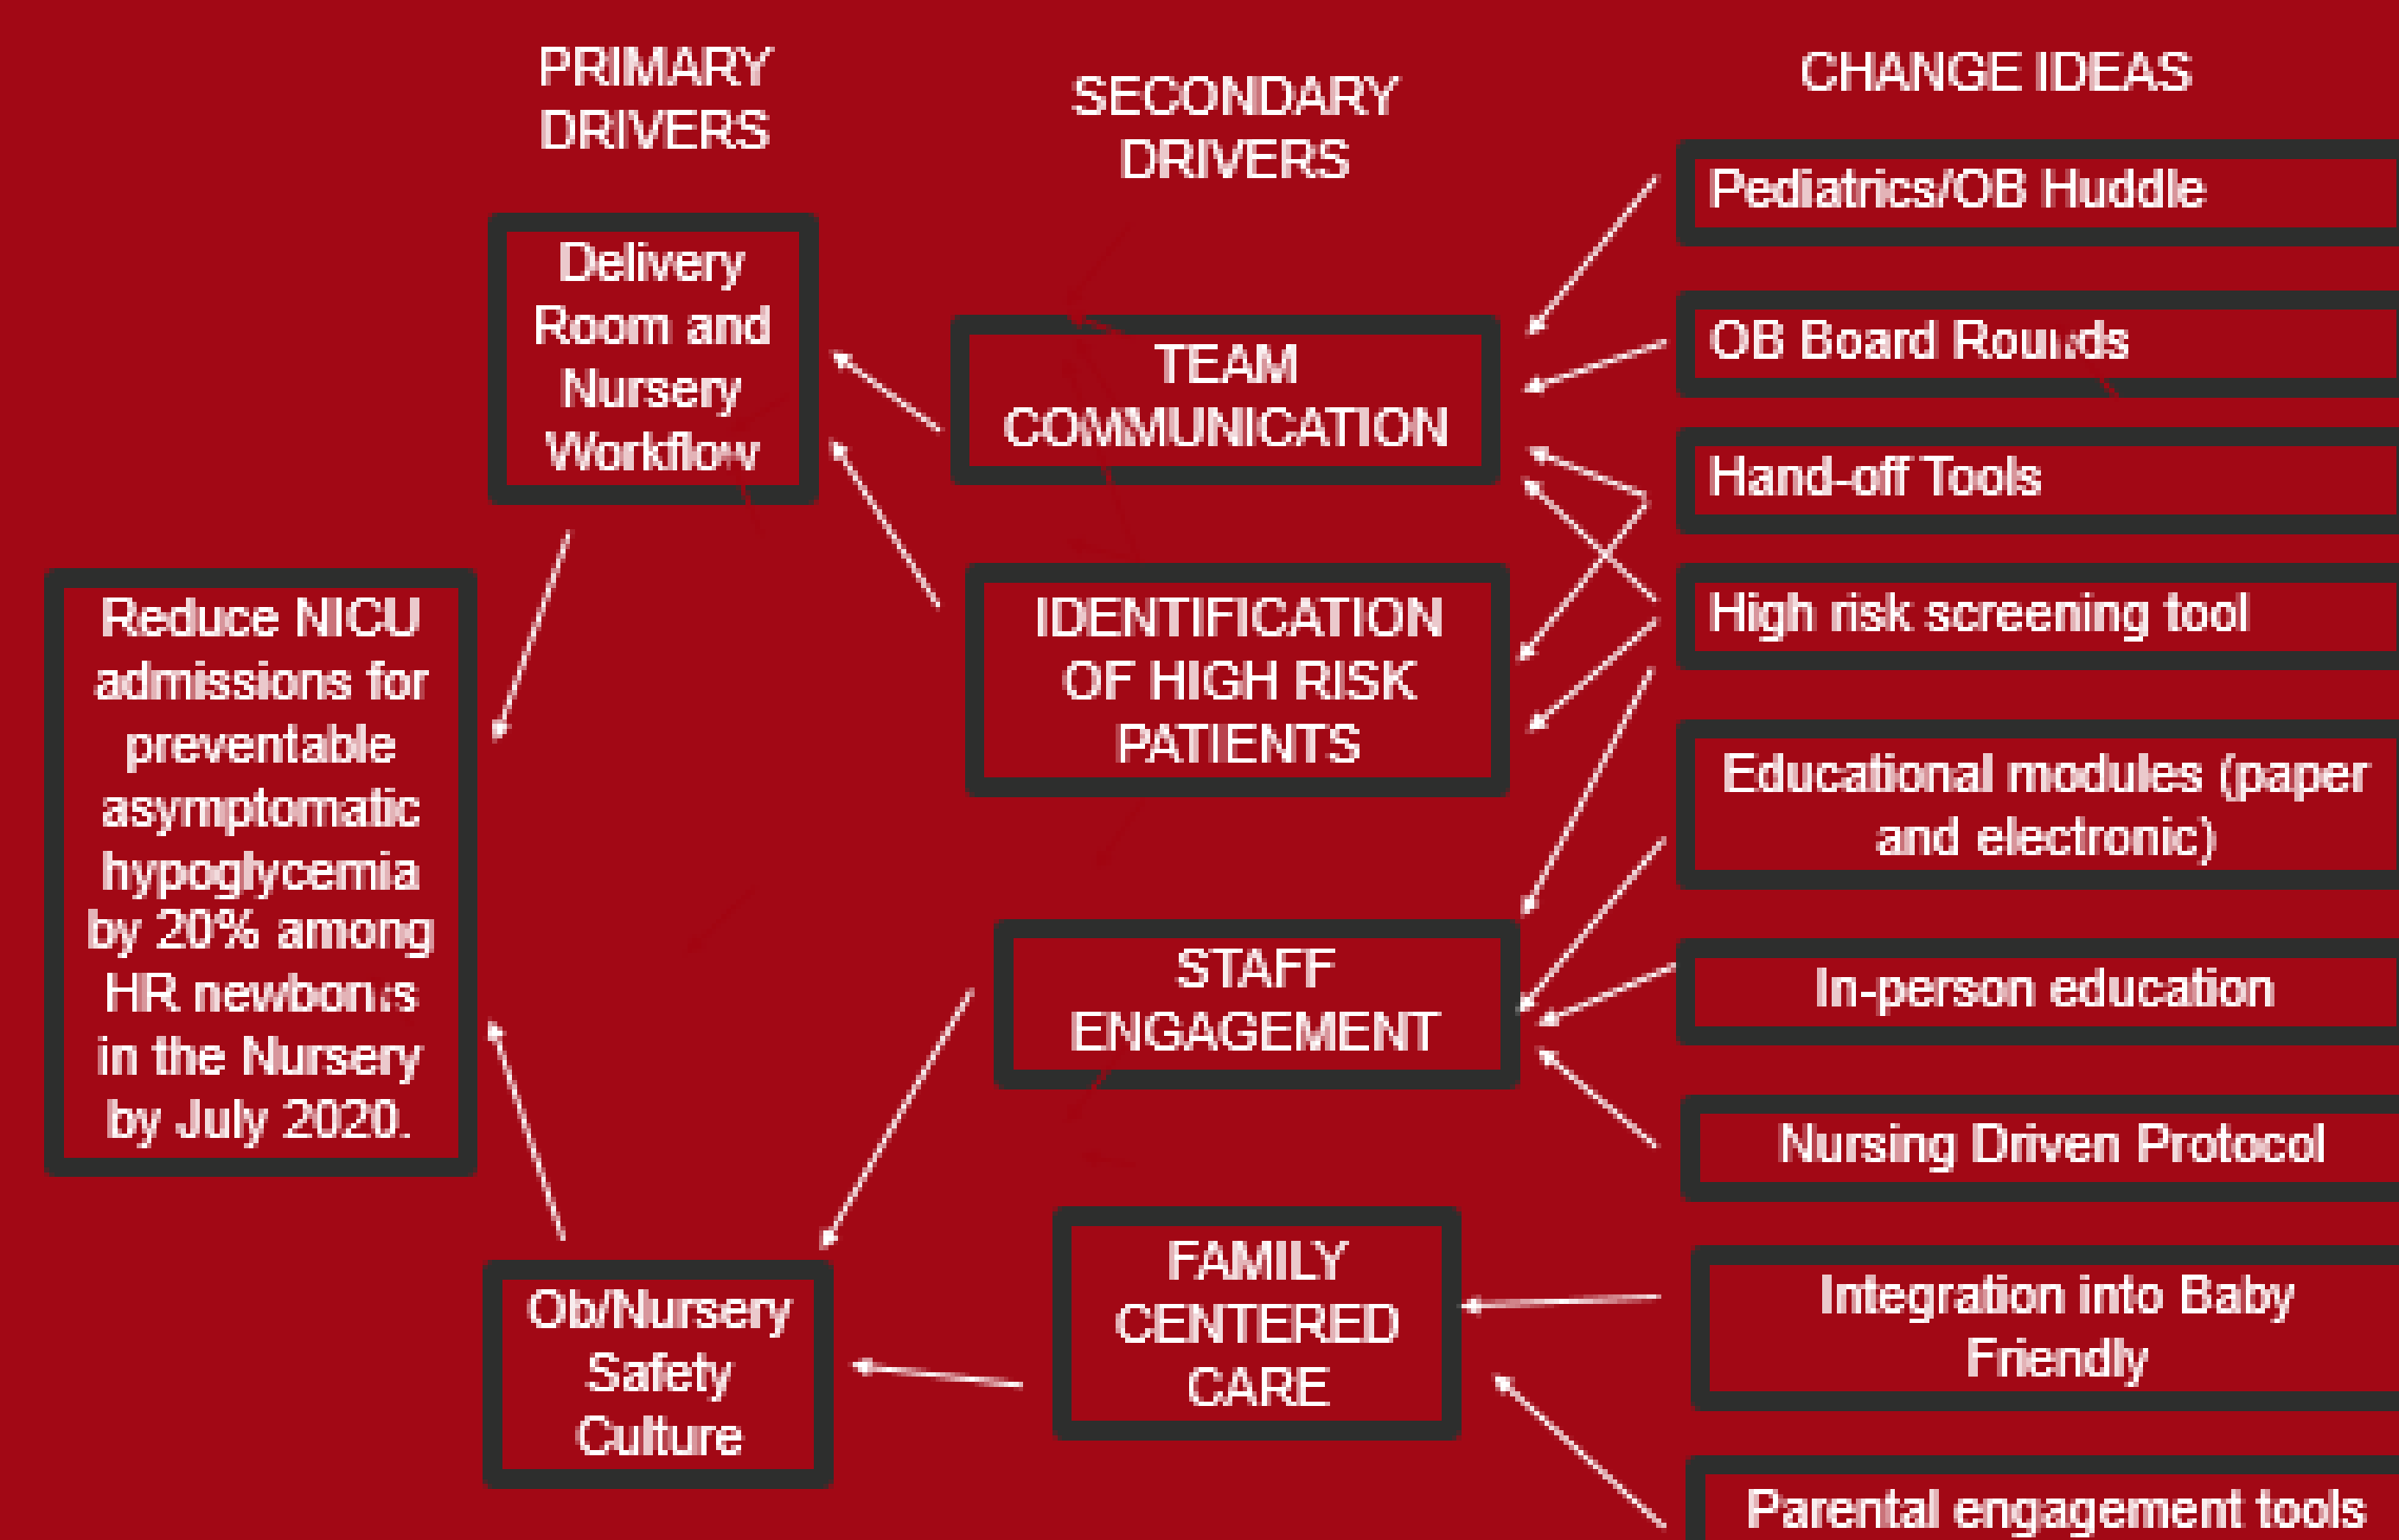 PRIMARY
DRIVERS
SECONDARY
DRIVERS
CHANGE IDEAS
Reduce NICU
admissions for
preventable
asymptomatic
hypoglycemia
by 20% among
HR newborns
in the Nursery
by July 2020.
Delivery
Room and
Nursery
Workflow
Ob/Nursery
Safety
Culture
TEAM
COMMUNICATION
IDENTIFICATION
OF HIGH RISK
PATIENTS
STAFF
ENGAGEMENT
FAMILY
CENTERED
CARE
Pediatrics/OB Huddle
OB Board Rounds
Hand-off Tools
High risk screening tool
Educational modules (paper
and electronic)
In-person education
Nursing Driven Protocol
Integration into Baby
Friendly
Parental engagement tools